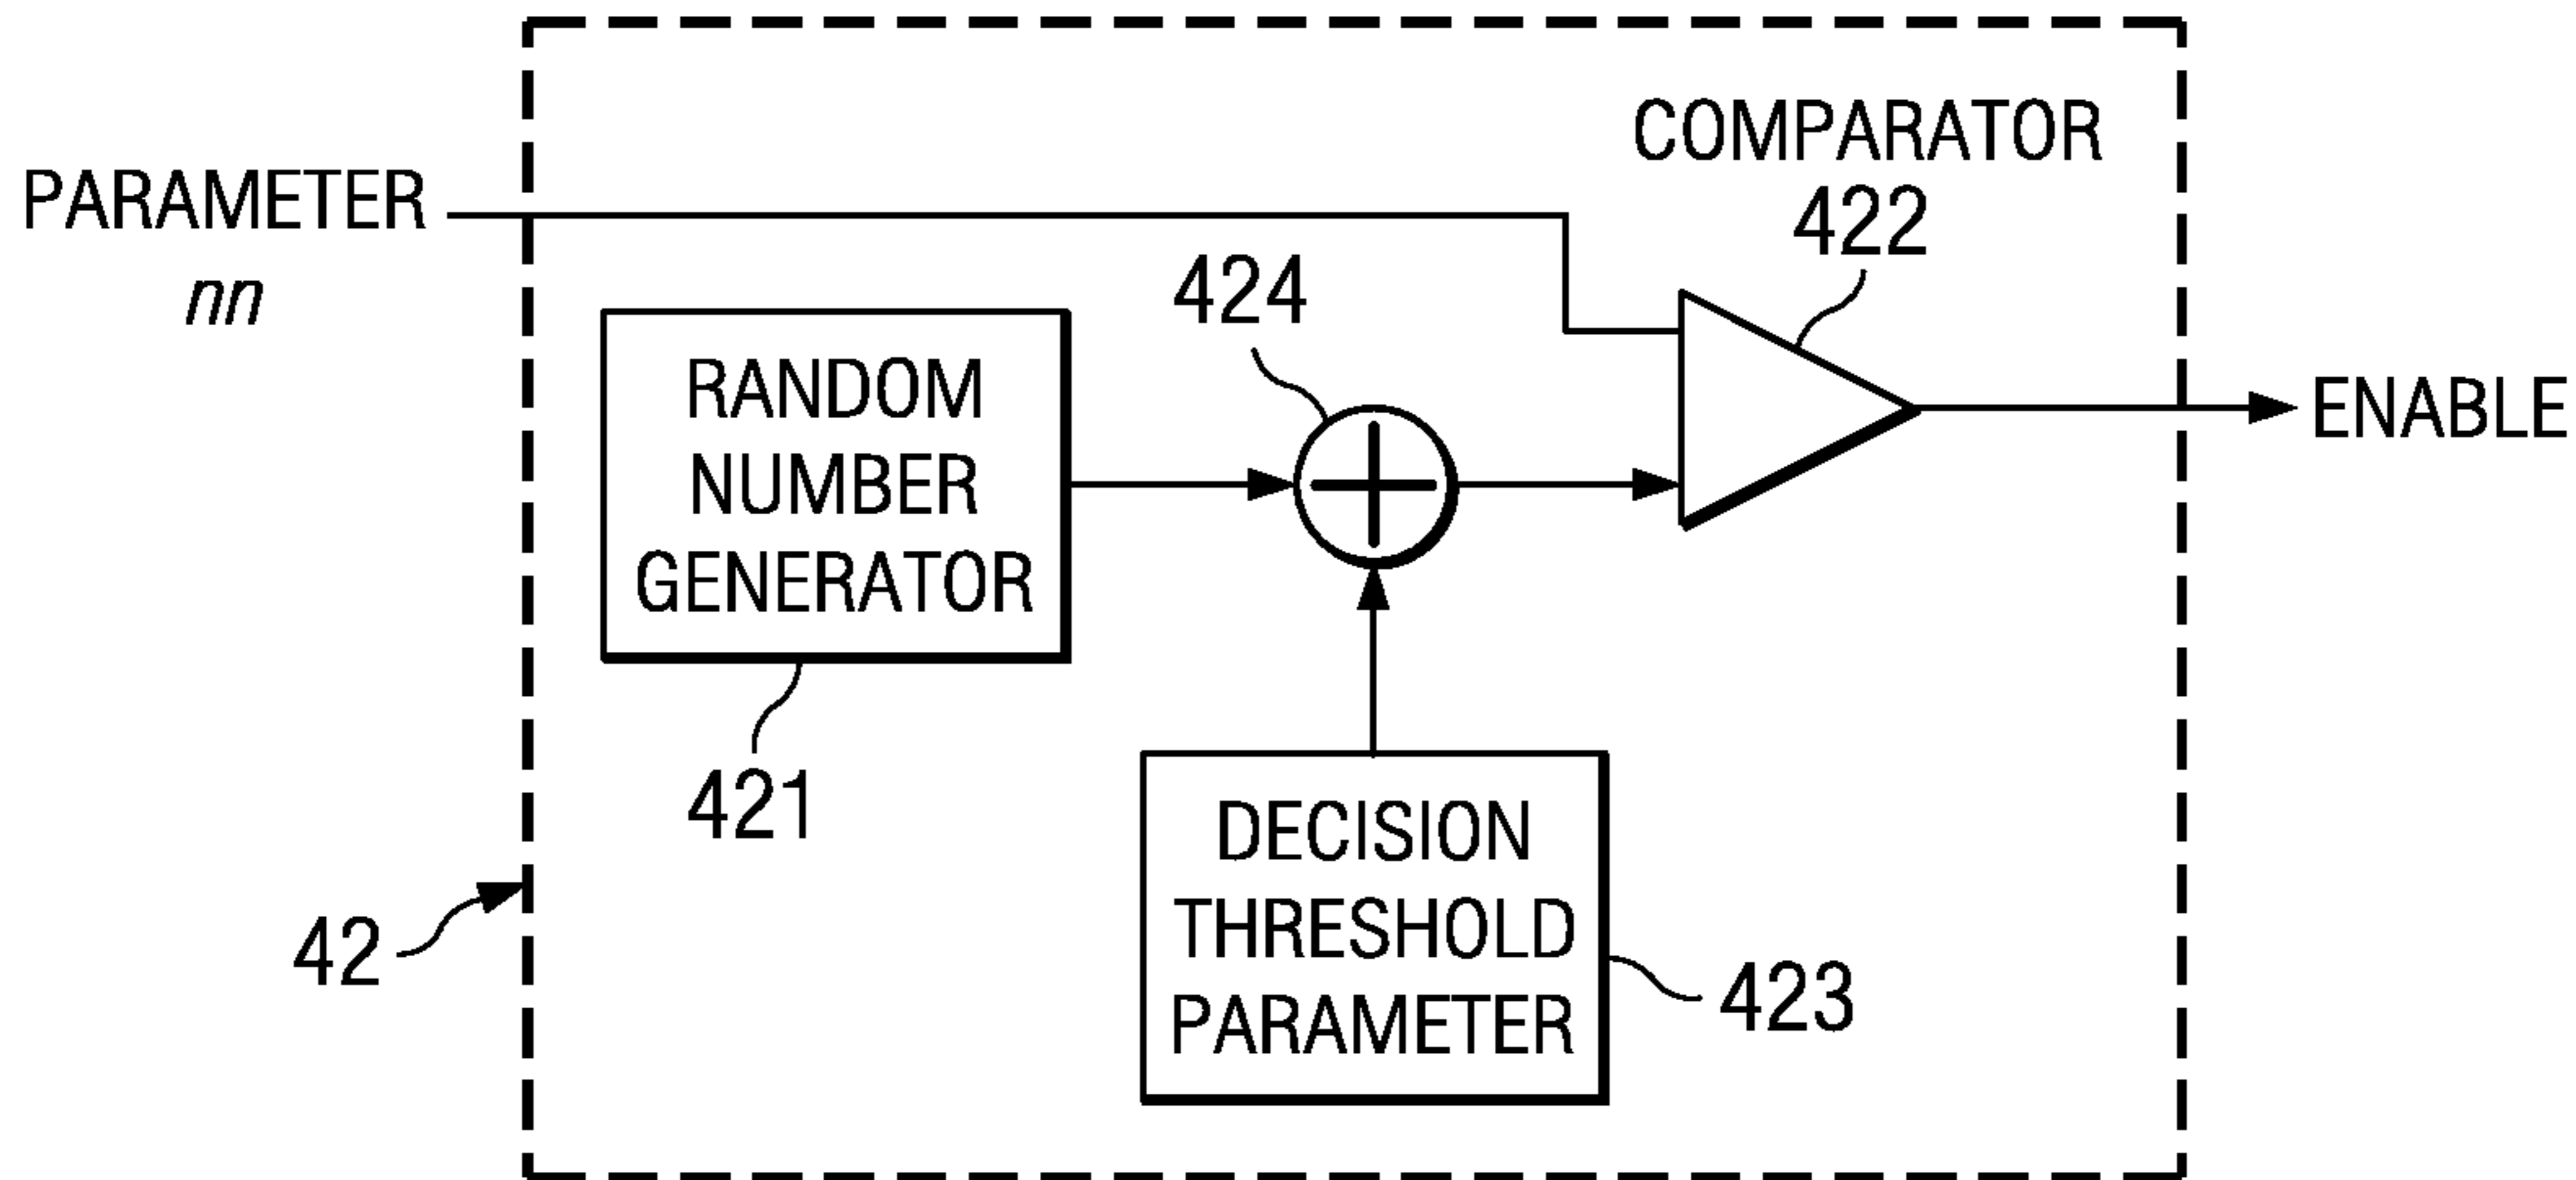 COMPARATOR
422
PARAMETER
nn
424
RANDOM
NUMBER
GENERATOR
ENABLE
421
DECISION
THRESHOLD
PARAMETER
42
423